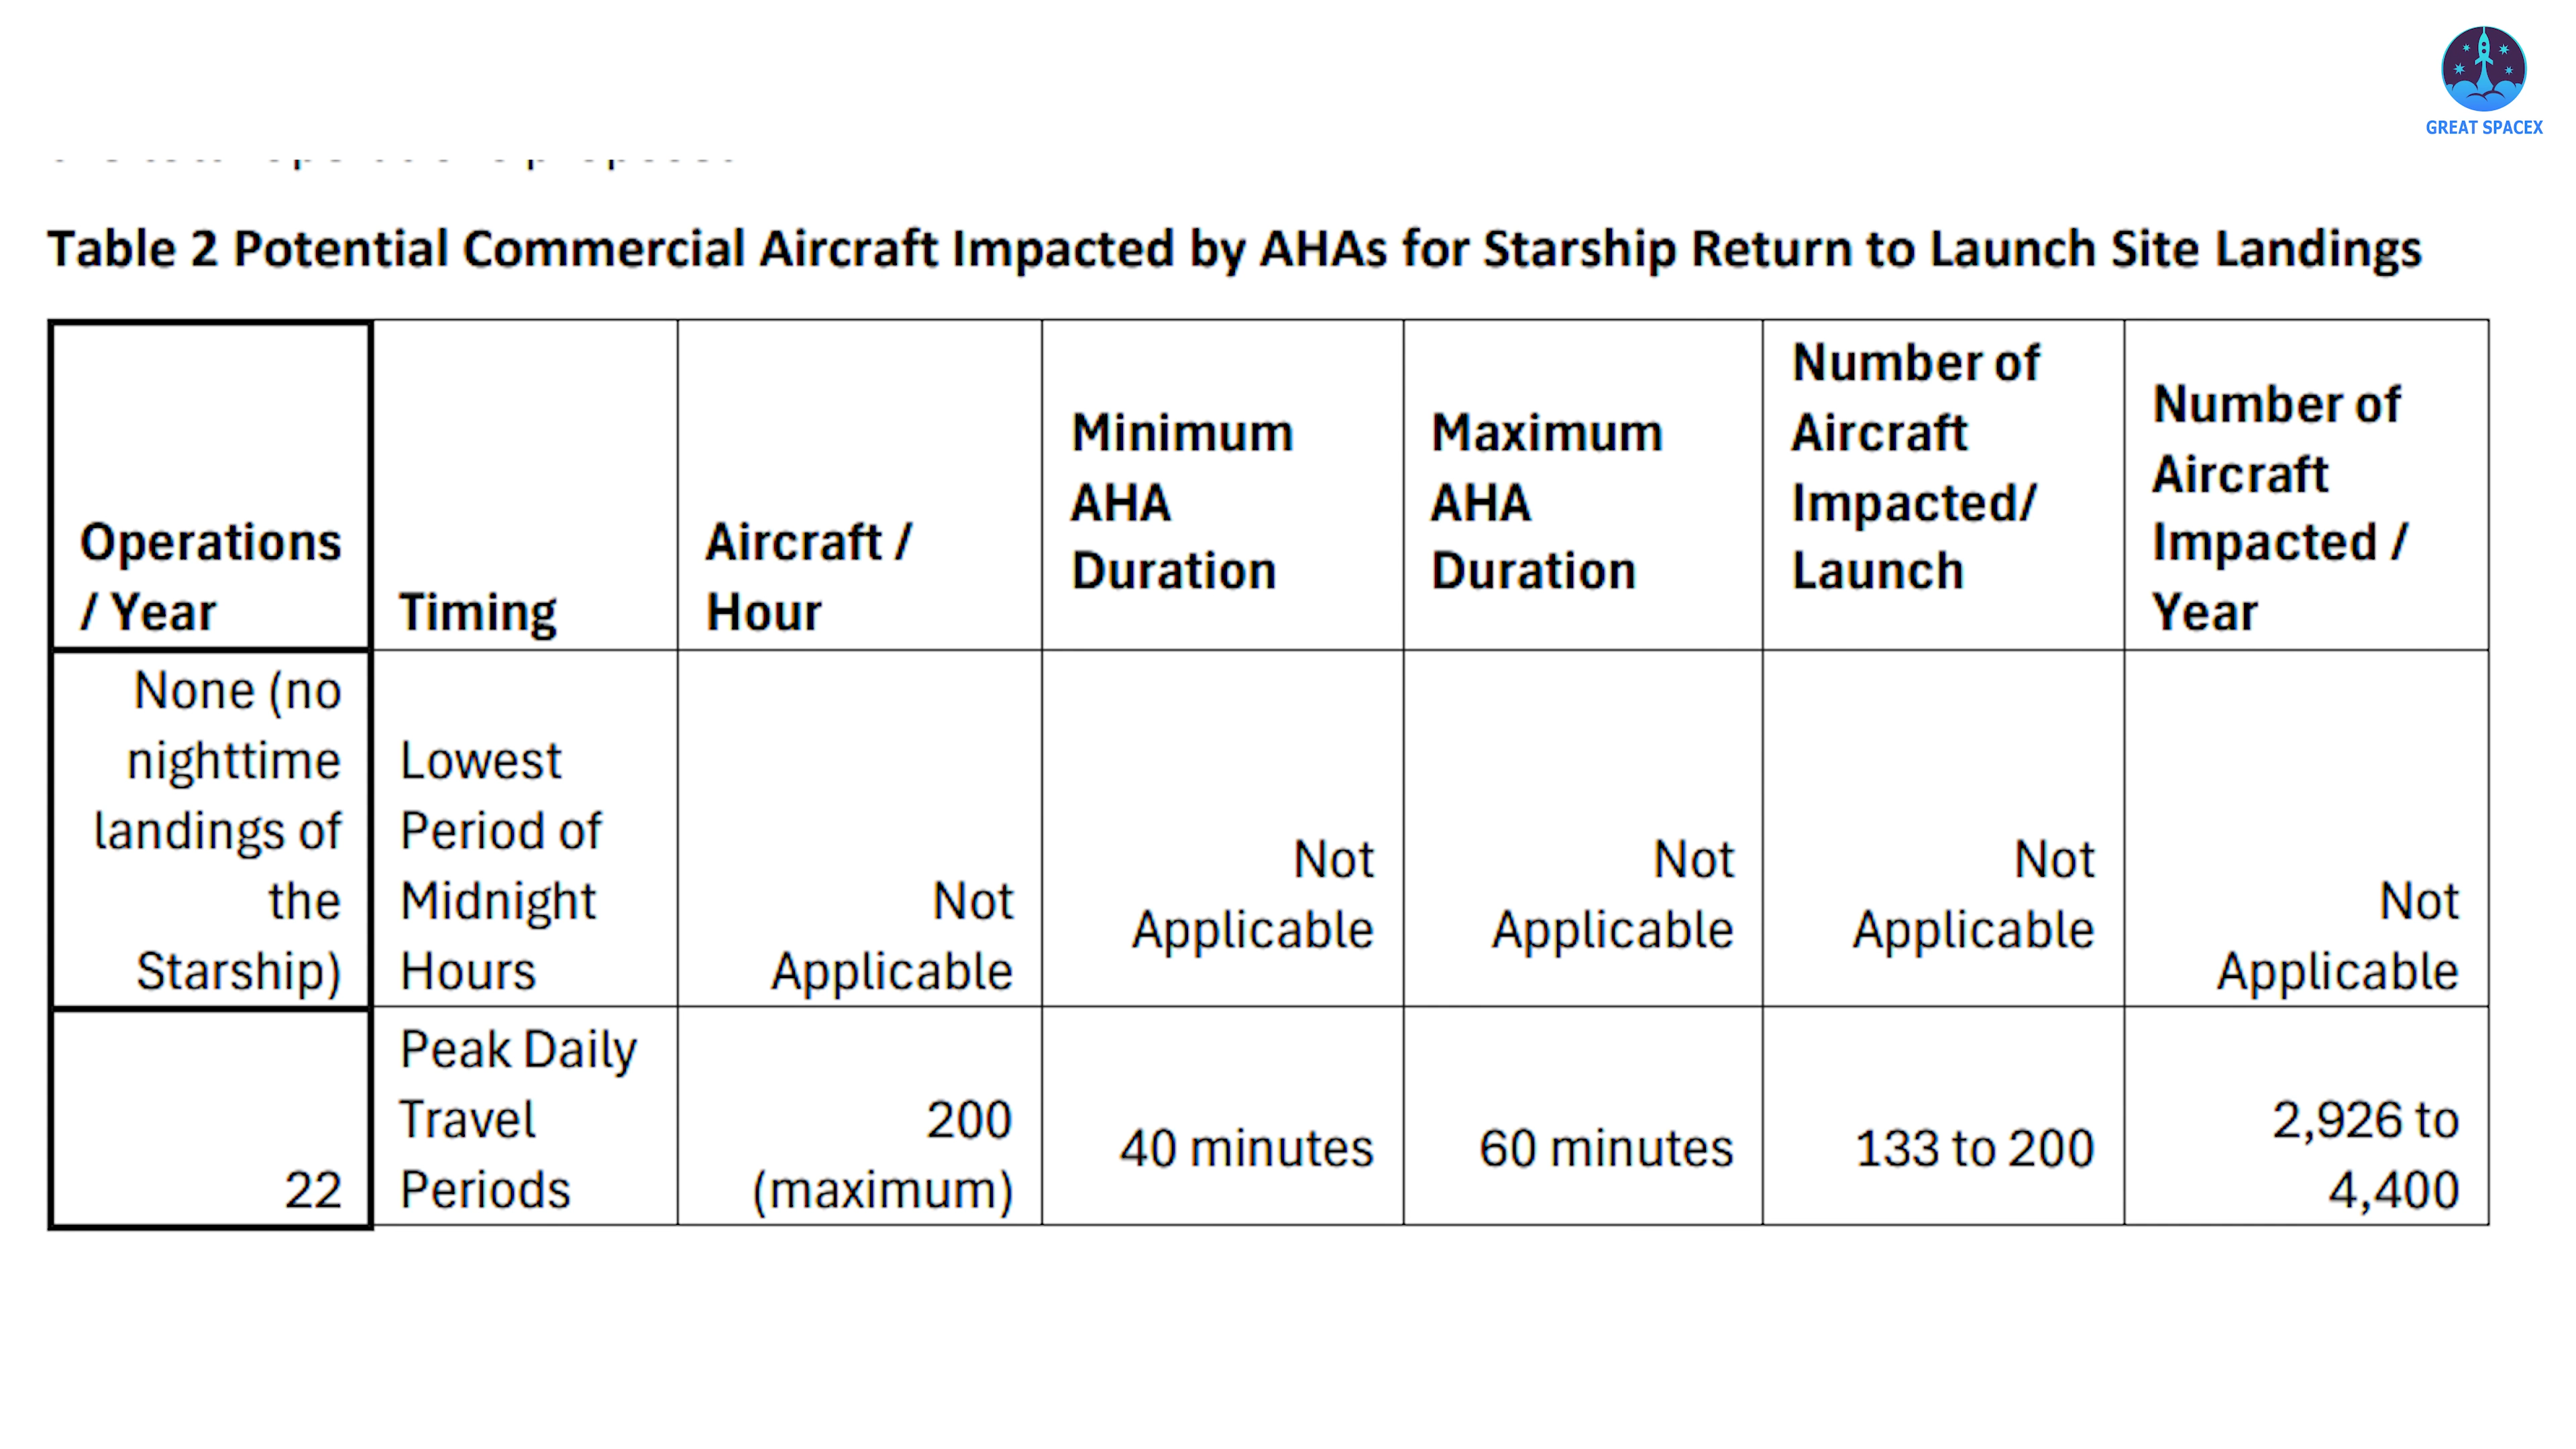 GREAT SPACEX
Table 2 Potential Commercial Aircraft Impacted by AHAs for Starship Return to Launch Site Landings
Operations
/ Year
Timing
Aircraft /
Hour
Minimum
AHA
Duration
Maximum
AHA
Duration
Number of
Aircraft
Impacted/
Launch
Number of
Aircraft
Impacted /
Year
None (no
nighttime
landings of
the
Starship)
Lowest
Period of
Midnight
Hours
Not
Applicable
Not
Applicable
Not
Applicable
Not
Applicable
Not
Applicable
22
Peak Daily
Travel
Periods
200
(maximum)
40 minutes
60 minutes
133 to 200
2,926 to
4,400